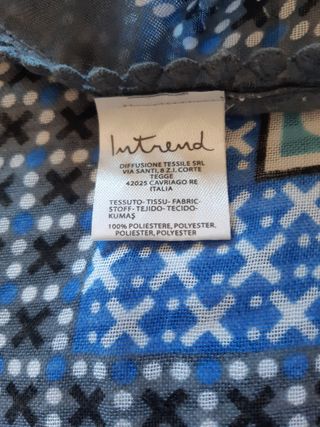 Intrend
DIFFUSIONE TESSILE SRL
VIA SANTI, 8 Z.I. CORTE
TEGGE
42025 CAVRIAGO RE
ITALIA
TESSUTO- TISSU- FABRIC-
STOFF-TEJIDO-TECIDO-
KUMAŞ
100% POLIESTERE, POLYESTER,
POLIESTER, POLYESTER